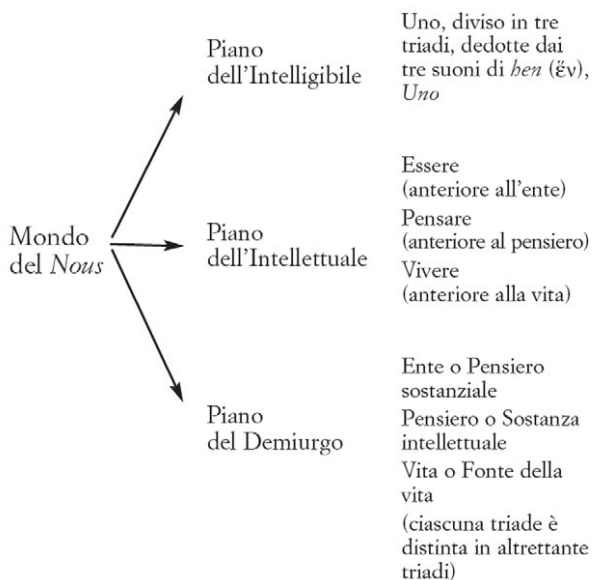 Mondo
del Nous
Piano
dell'Intelligibile
Uno, diviso in tre
triadi, dedotte dai
tre suoni di hen (ἕν),
Uno
Piano
dell'Intellettuale
Essere
(anteriore all'ente)
Pensare
(anteriore al pensiero)
Vivere
(anteriore alla vita)
Piano
del Demiurgo
Ente o Pensiero
sostanziale
Pensiero o Sostanza
intellettuale
Vita o Fonte della
vita
(ciascuna triade è
distinta in altrettante
triadi)